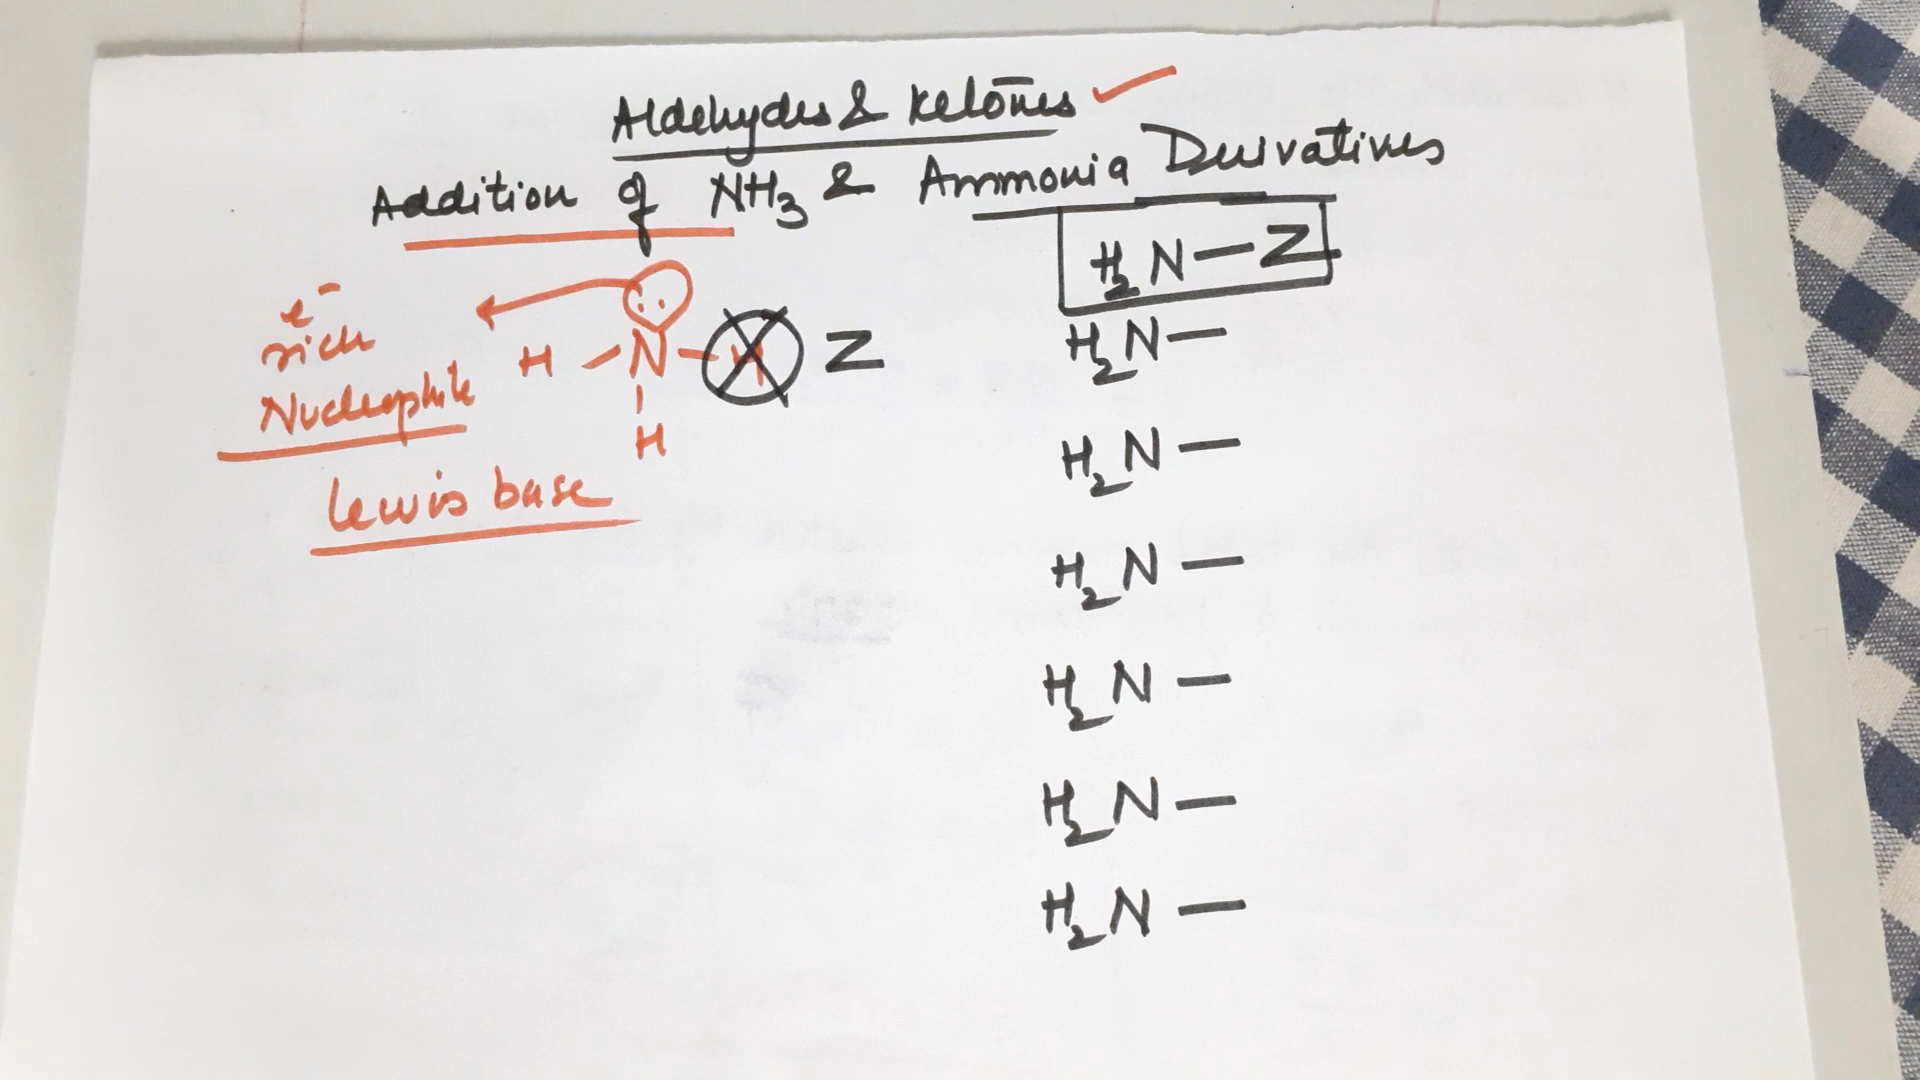 Aldehydes & Ketones
Addition of NH3 & Ammonia Derivatives
H2N-Z
e-
rich
Nucleophile
Lewis base
H-N-H Z
H
H2N-
H2N-
H2N-
H2N-
H2N-
H2N-